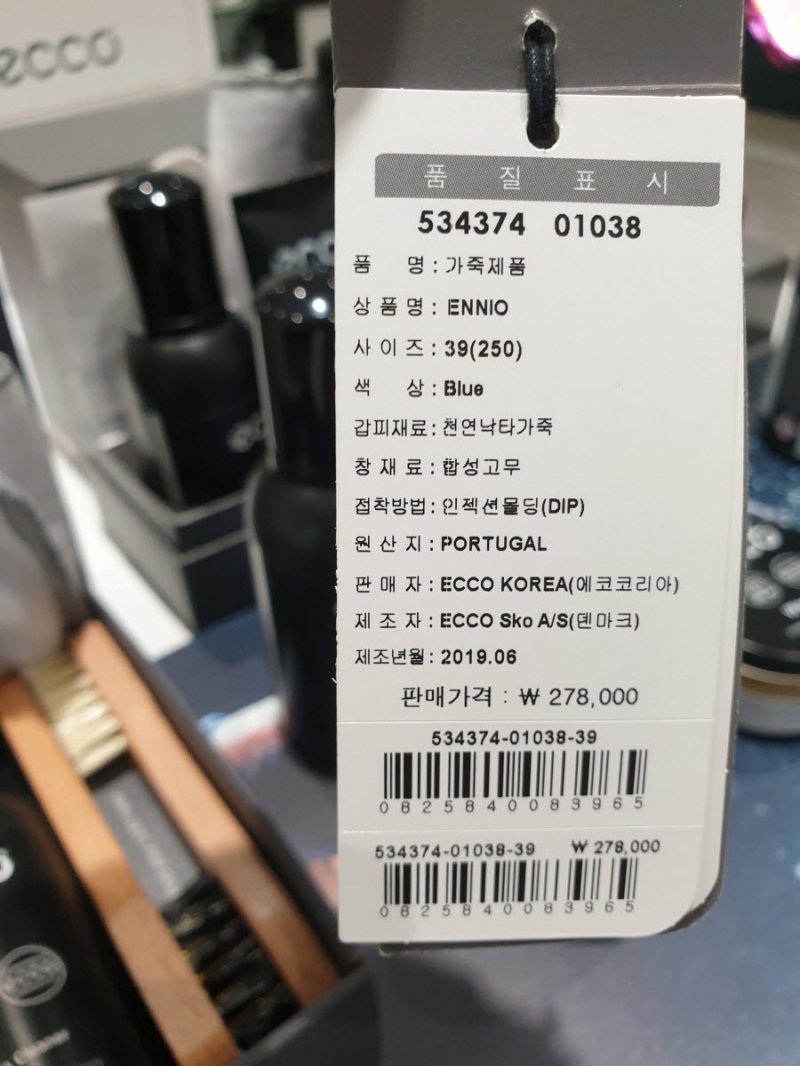 ecco
품 질 표 시
534374 01038
품 명 : 가죽제품
상 품 명 : ENNIO
사 이 즈 : 39(250)
색 상 : Blue
갑피재료 : 천연낙타가죽
창 재 료 : 합성고무
접착방법 : 인젝션몰딩(DIP)
원 산 지 : PORTUGAL
판 매 자 : ECCO KOREA(에코코리아)
제 조 자 : ECCO Sko A/S(덴마크)
제조년월 : 2019.06
판매가격 : ₩ 278,000
534374-01038-39
0825840083965
534374-01038-39 ₩ 278,000
0825840083965